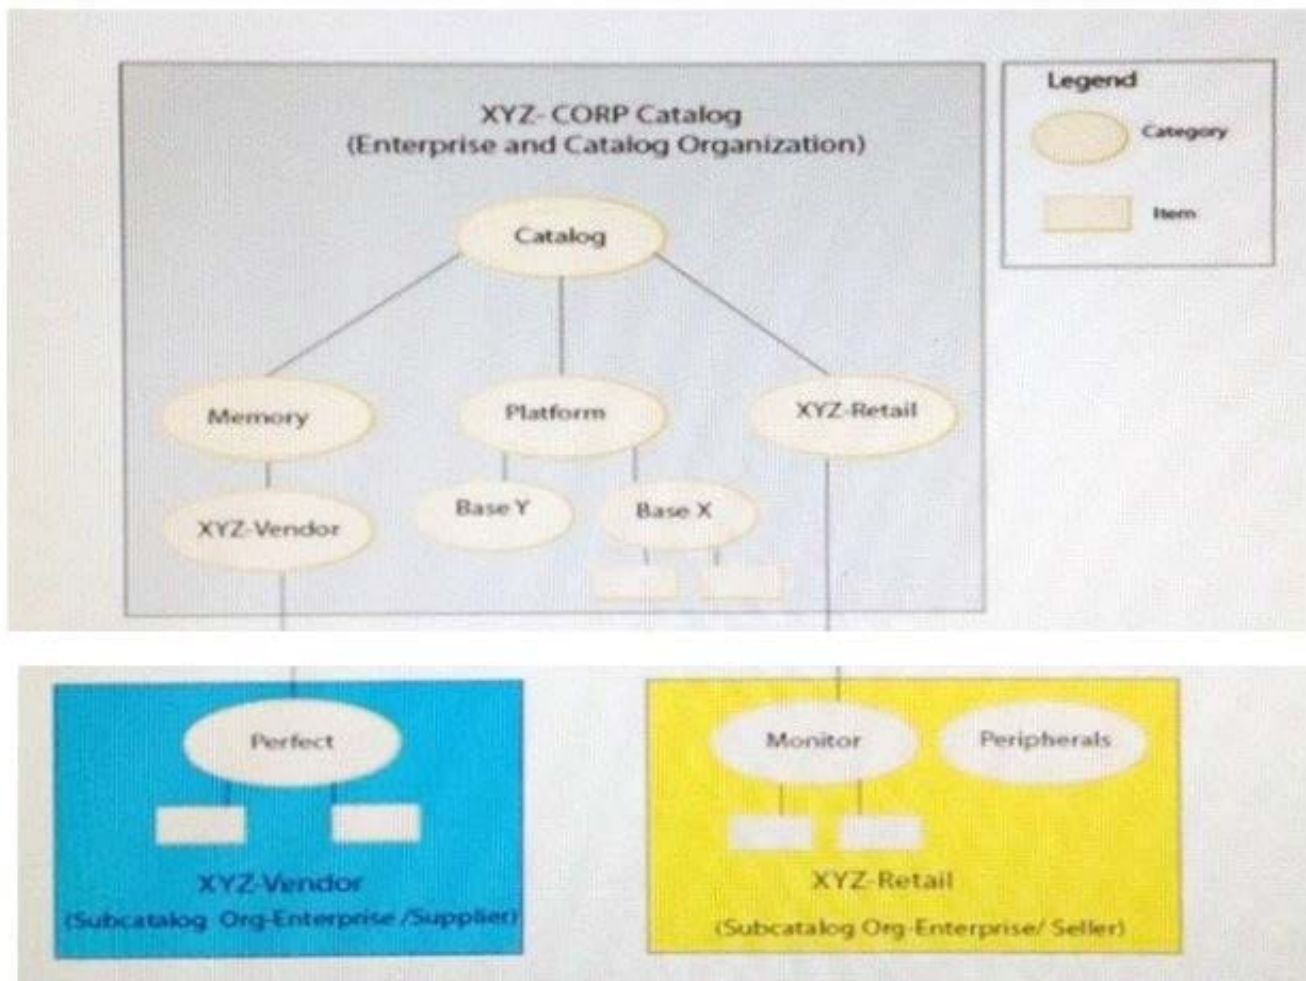 XYZ- CORP Catalog
(Enterprise and Catalog Organization)
Legend
Category
Item
Catalog
Memory
Platform
XYZ-Retail
XYZ-Vendor
Base Y
Base X
Perfect
XYZ-Vendor
(Subcatalog Org-Enterprise /Supplier)
Monitor
Peripherals
XYZ-Retail
(Subcatalog Org-Enterprise/ Seller)